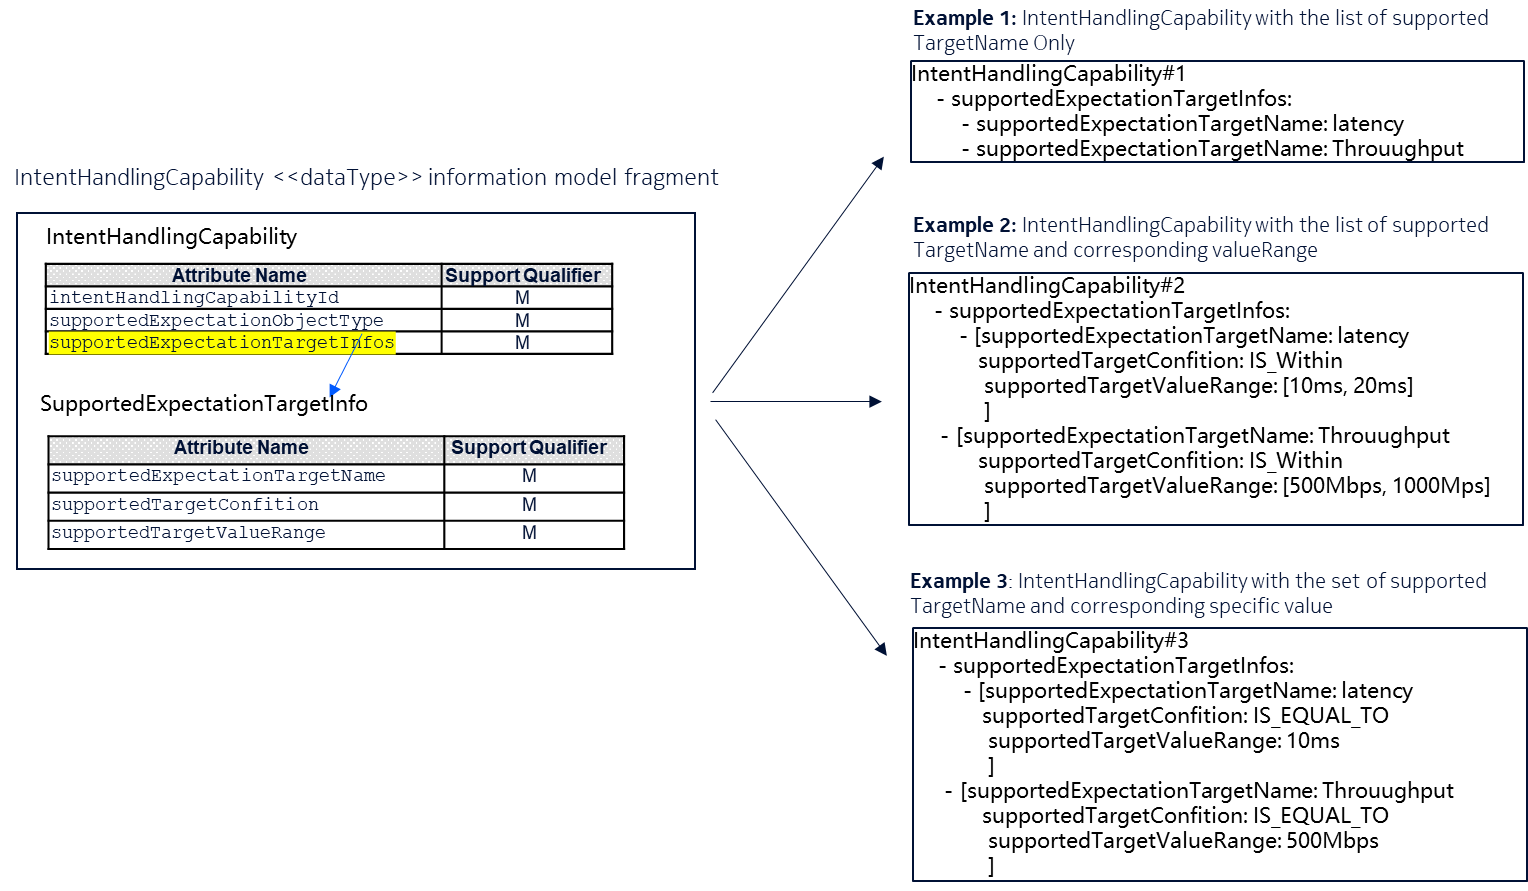 IntentHandlingCapability <<dataType>> information model fragment
IntentHandlingCapability
Attribute Name Support Qualifier
intentHandlingCapabilityId M
supportedExpectationObjectType M
supportedExpectationTargetInfos M
SupportedExpectationTargetInfo
Attribute Name Support Qualifier
supportedExpectationTargetName M
supportedTargetConfition M
supportedTargetValueRange M
Example 1: IntentHandlingCapability with the list of supported
TargetName Only
IntentHandlingCapability#1
- supportedExpectationTargetInfos:
- supportedExpectationTargetName: latency
- supportedExpectationTargetName: Throuughput
Example 2: IntentHandlingCapability with the list of supported
TargetName and corresponding valueRange
IntentHandlingCapability#2
- supportedExpectationTargetInfos:
- [supportedExpectationTargetName: latency
supportedTargetConfition: IS_Within
supportedTargetValueRange: [10ms, 20ms]
]
- [supportedExpectationTargetName: Throuughput
supportedTargetConfition: IS_Within
supportedTargetValueRange: [500Mbps, 1000Mps]
]
Example 3: IntentHandlingCapability with the set of supported
TargetName and corresponding specific value
IntentHandlingCapability#3
- supportedExpectationTargetInfos:
- [supportedExpectationTargetName: latency
supportedTargetConfition: IS_EQUAL_TO
supportedTargetValueRange: 10ms
]
- [supportedExpectationTargetName: Throuughput
supportedTargetConfition: IS_EQUAL_TO
supportedTargetValueRange: 500Mbps
]